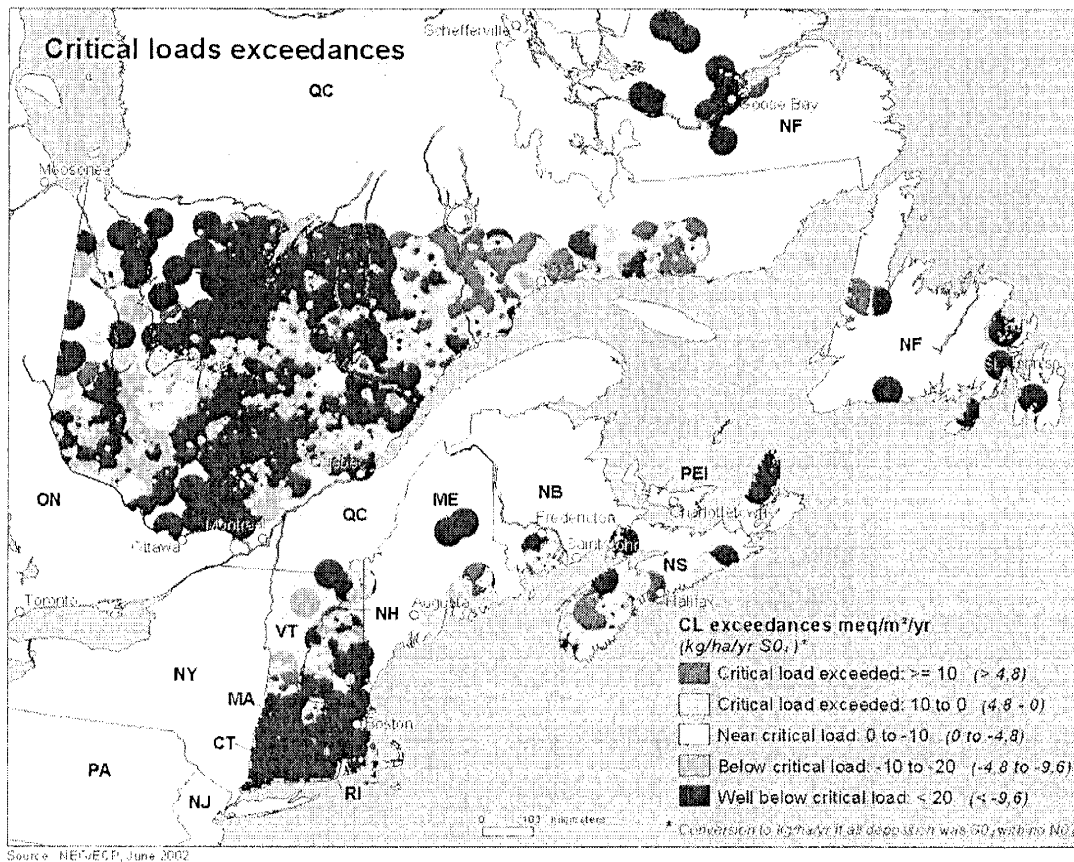 Critical loads exceedances
Schefferville
QC
Goose Bay
NF
Moosonee
NF
ON
QC
ME
NB
PEI
Charlottetown
Fredericton
Saint John
Montreal
Ottawa
NS
Halifax
Toronto
NH
Augusta
VT
NY
MA
Boston
CT
RI
PA
NJ
CL exceedances meq/m²/yr
(kg/ha/yr SO₄)*
Critical load exceeded: >= 10 (> 4,8)
Critical load exceeded: 10 to 0 (4,8 - 0)
Near critical load: 0 to -10 (0 to -4,8)
Below critical load: -10 to -20 (-4,8 to -9,6)
Well below critical load: < 20 (< -9,6)
* Conversion to kg/ha/yr if all deposition was SO₄ with no NO₃
0 100 kilometers
Source: NEG/ECP, June 2002